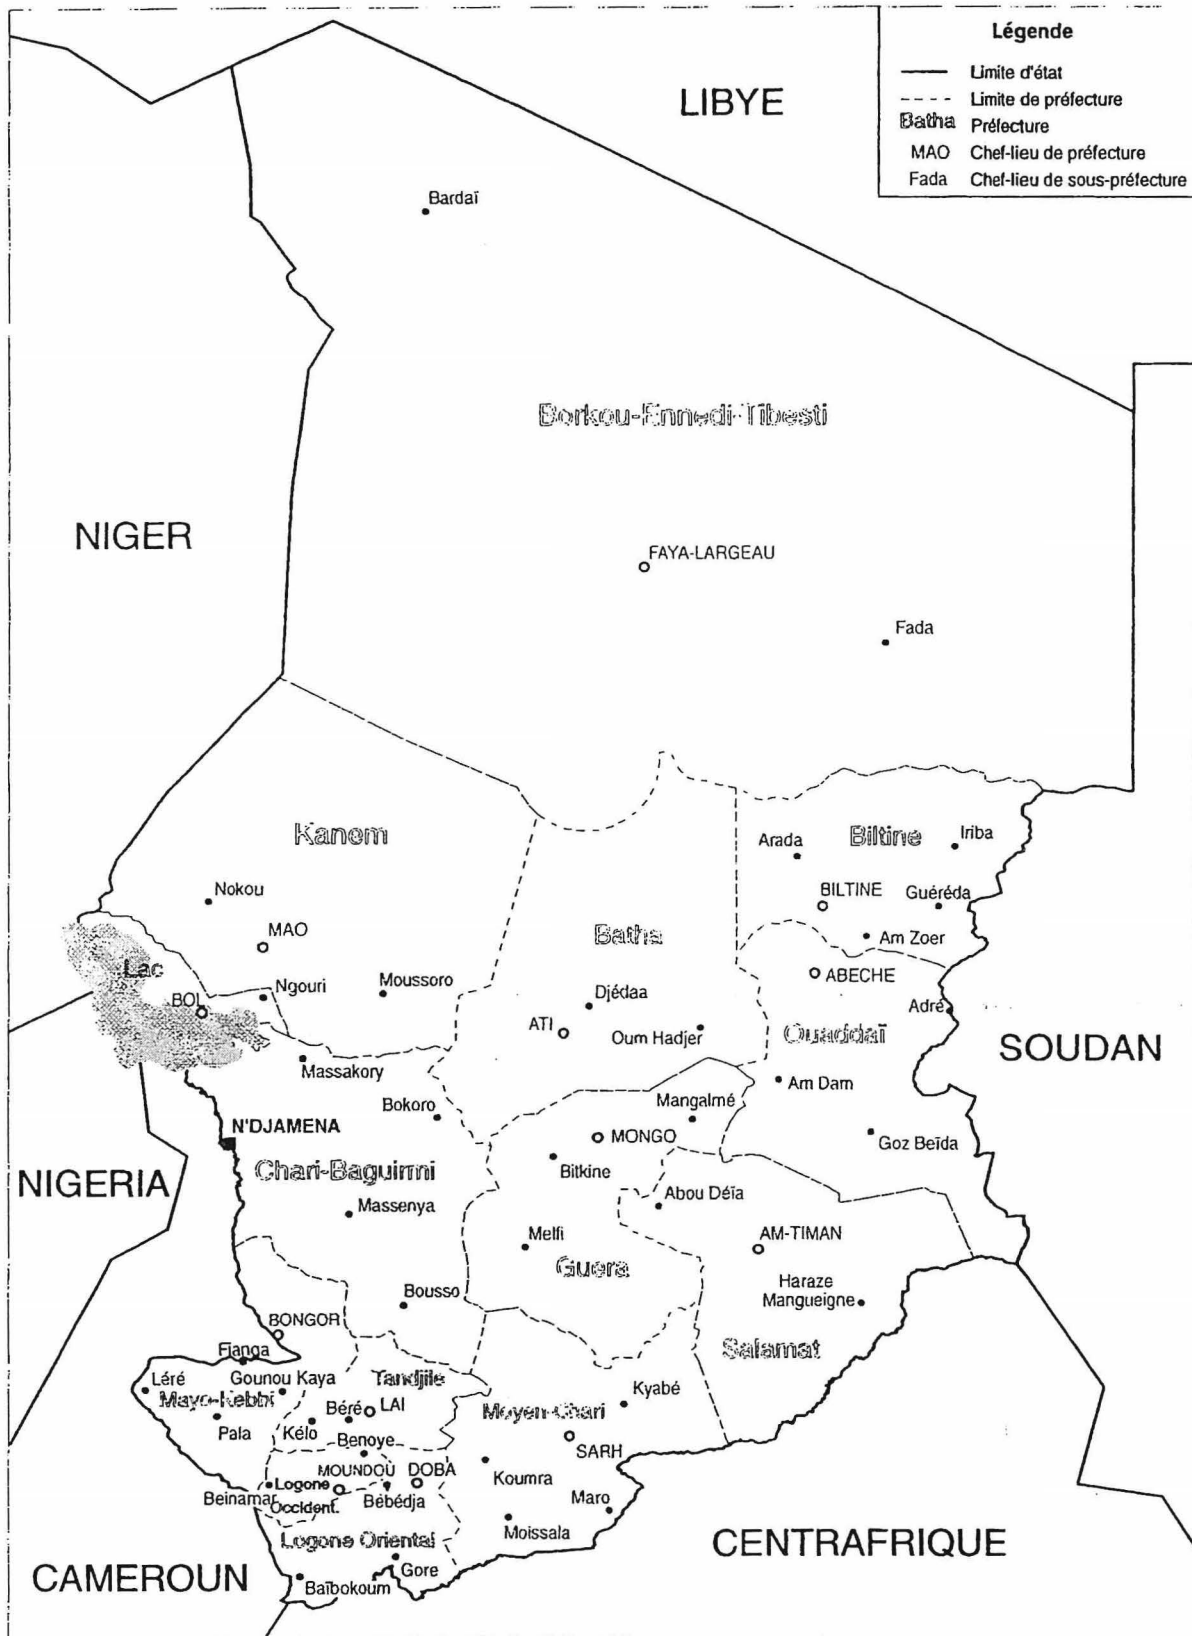 Légende
Limite d'état
Limite de préfecture
Batha Préfecture
MAO Chef-lieu de préfecture
Fada Chef-lieu de sous-préfecture
LIBYE
Bardaï
Borkou-Ennedi-Tibesti
NIGER
FAYA-LARGEAU
Fada
Kanem
Arada
Biltine
Iriba
Nokou
BILTINE
Guéréda
MAO
Batha
Am Zoer
Lac
ABECHE
Ngouri
Moussoro
BOL
Djédaa
Adré
ATI
Oum Hadjer
Ouaddaï
SOUDAN
Massakory
Am Dam
Bokoro
Mangalmé
N'DJAMENA
MONGO
Goz Beïda
NIGERIA
Chari-Baguirmi
Bitkine
Abou Déïa
Massenya
Melfi
AM-TIMAN
Guera
Haraze
Mangueigne
Bousso
BONGOR
Fianga
Salamat
Léré
Gounou Kaya
Tandjile
Mayo-Kebbi
Kyabé
Béré
LAI
Moyen-Chari
Pala
Kélo
Benoye
SARH
MOUNDOU
DOBA
Logone
Koumra
Beinamar
Occident.
Bébédja
Maro
Moissala
Logone Oriental
CENTRAFRIQUE
Gore
CAMEROUN
Baïbokoum